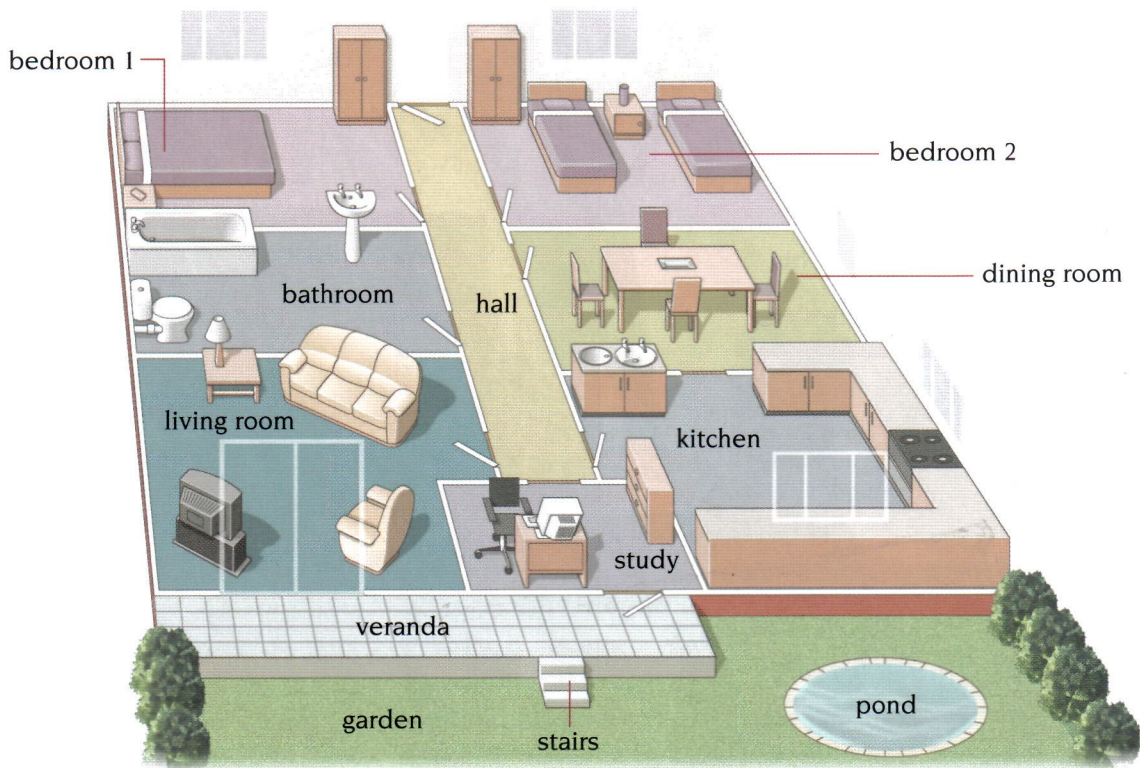 bedroom 1
bedroom 2
dining room
bathroom
hall
living room
kitchen
study
veranda
garden
stairs
pond